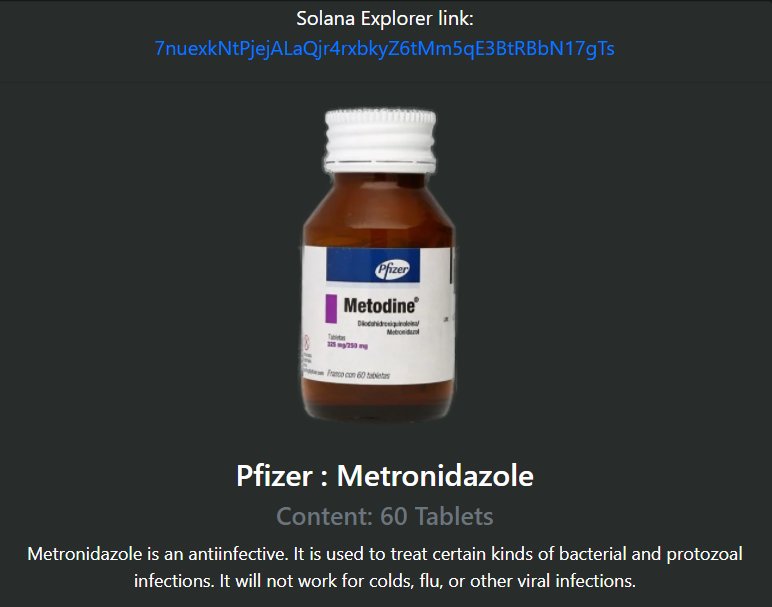 Solana Explorer link:
7nuexkNtPjejALaQjr4rxbkyZ6tMm5qE3BtRBbN17gTs
Pfizer
Metodine®
Diiodohidroxiquinoleína/
Metronidazol
Tabletas
325 mg/250 mg
Frasco con 60 tabletas
Pfizer : Metronidazole
Content: 60 Tablets
Metronidazole is an antiinfective. It is used to treat certain kinds of bacterial and protozoal
infections. It will not work for colds, flu, or other viral infections.